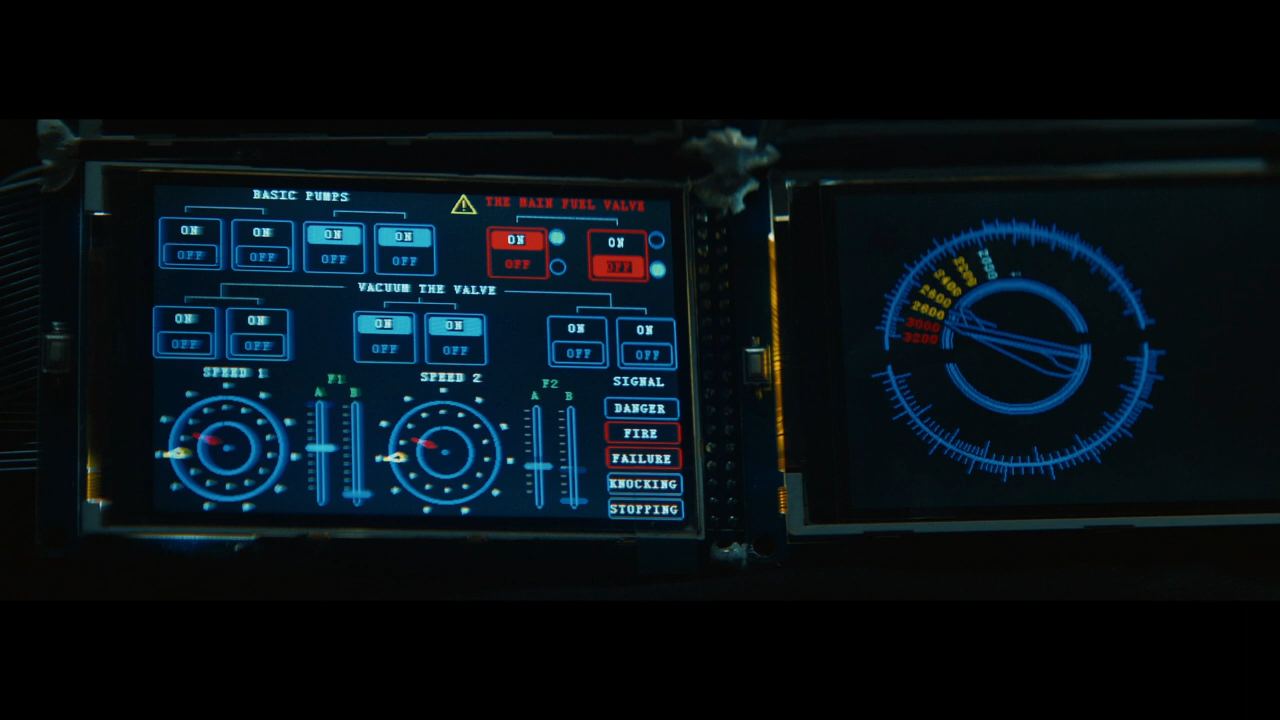 BASIC PUMPS
THE MAIN FUEL VALVE
ON ON ON ON ON ON
OFF OFF OFF OFF OFF OFF
VACUUM THE VALVE
ON ON ON ON ON ON
OFF OFF OFF OFF OFF OFF
SPEED 1 F1 SPEED 2 F2 SIGNAL
A B A B
DANGER
FIRE
FAILURE
KNOCKING
STOPPING
2000
2200
2400
2600
2800
3000
3200